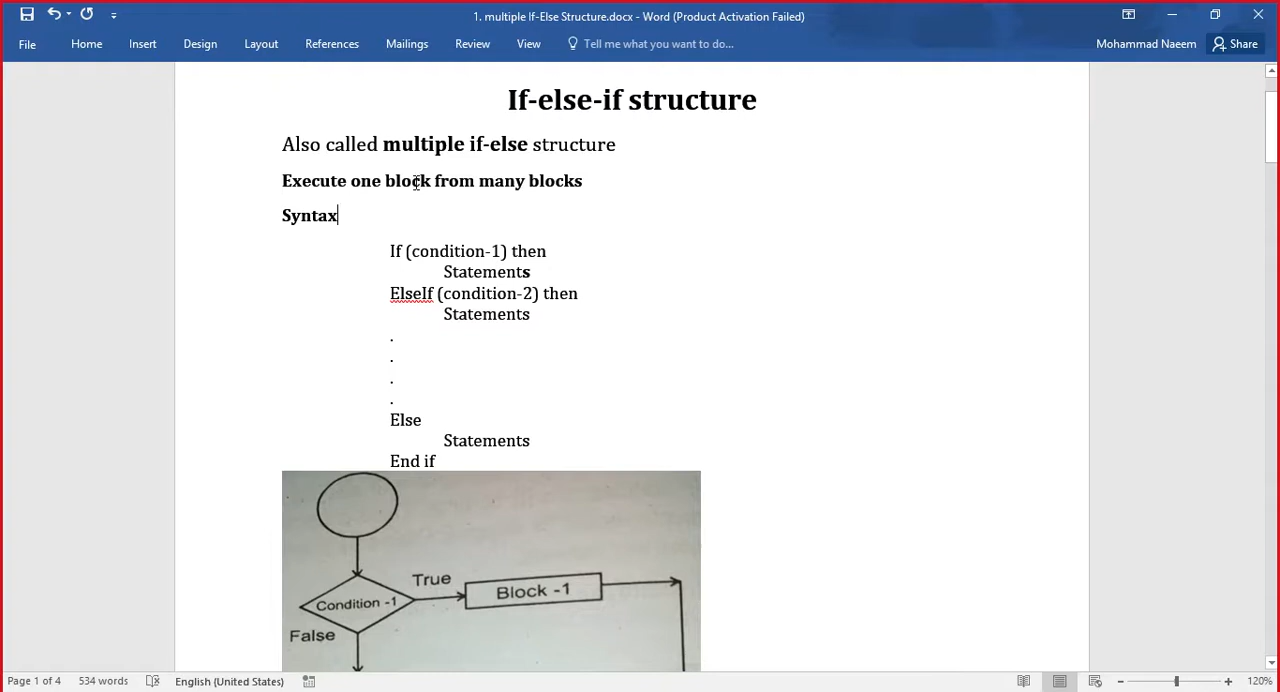 1. multiple If-Else Structure.docx - Word (Product Activation Failed)
File Home Insert Design Layout References Mailings Review View Tell me what you want to do... Mohammad Naeem Share
If-else-if structure
Also called multiple if-else structure
Execute one block from many blocks
Syntax
If (condition-1) then
Statements
ElseIf (condition-2) then
Statements
.
.
.
.
Else
Statements
End if
True
Block -1
Condition -1
False
Page 1 of 4 534 words English (United States) 120%